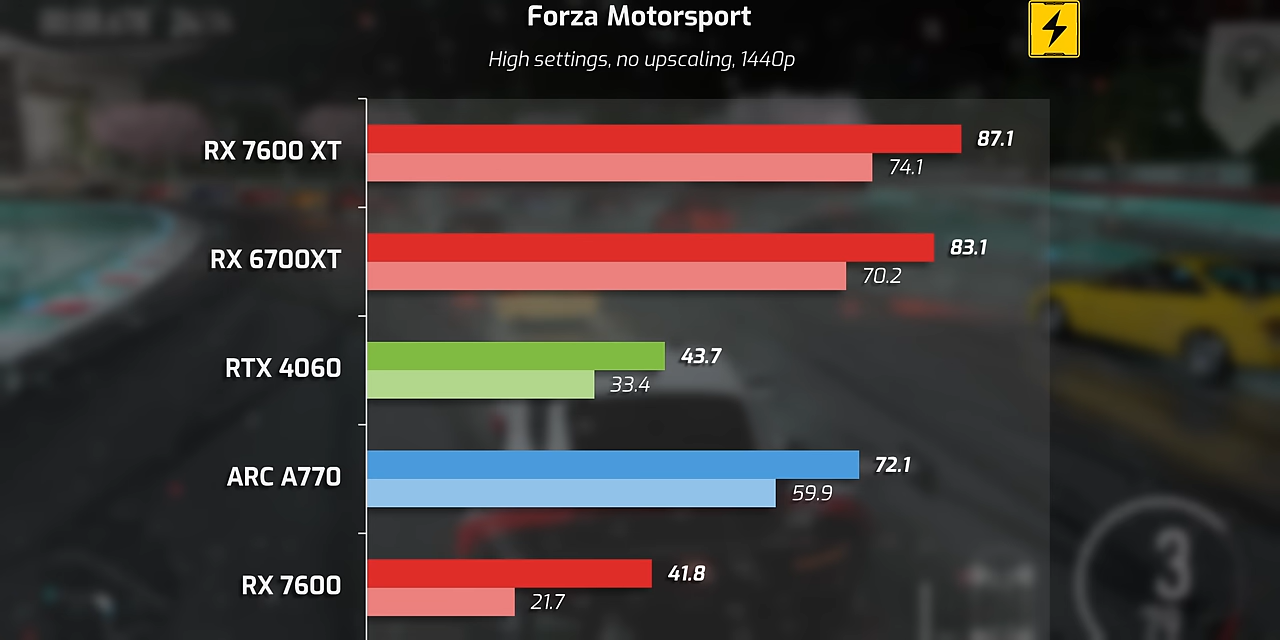 Forza Motorsport
High settings, no upscaling, 1440p
RX 7600 XT
87.1
74.1
RX 6700XT
83.1
70.2
RTX 4060
43.7
33.4
ARC A770
72.1
59.9
RX 7600
41.8
21.7
3